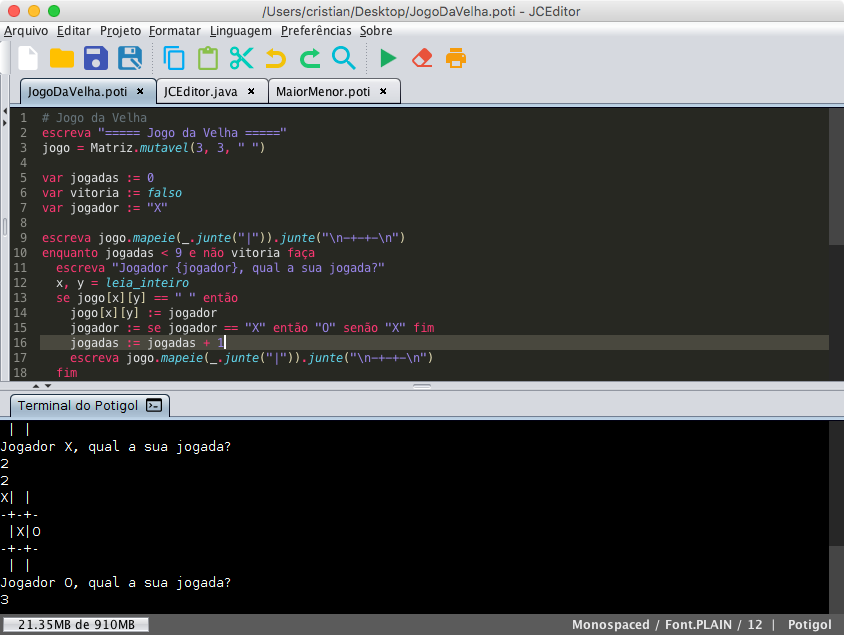 /Users/cristian/Desktop/JogoDaVelha.poti - JCEditor
Arquivo Editar Projeto Formatar Linguagem Preferências Sobre
JogoDaVelha.poti × JCEditor.java × MaiorMenor.poti ×
1 # Jogo da Velha
2 escreva "===== Jogo da Velha ====="
3 jogo = Matriz.mutavel(3, 3, " ")
4
5 var jogadas := 0
6 var vitoria := falso
7 var jogador := "X"
8
9 escreva jogo.mapeie(_.junte("|")).junte("\n-+-+-\n")
10 enquanto jogadas < 9 e não vitoria faça
11 escreva "Jogador {jogador}, qual a sua jogada?"
12 x, y = leia_inteiro
13 se jogo[x][y] == " " então
14 jogo[x][y] := jogador
15 jogador := se jogador == "X" então "O" senão "X" fim
16 jogadas := jogadas + 1
17 escreva jogo.mapeie(_.junte("|")).junte("\n-+-+-\n")
18 fim
Terminal do Potigol
| |
Jogador X, qual a sua jogada?
2
2
X| |
-+-+-
|X|O
-+-+-
| |
Jogador O, qual a sua jogada?
3
21.35MB de 910MB Monospaced / Font.PLAIN / 12 | Potigol